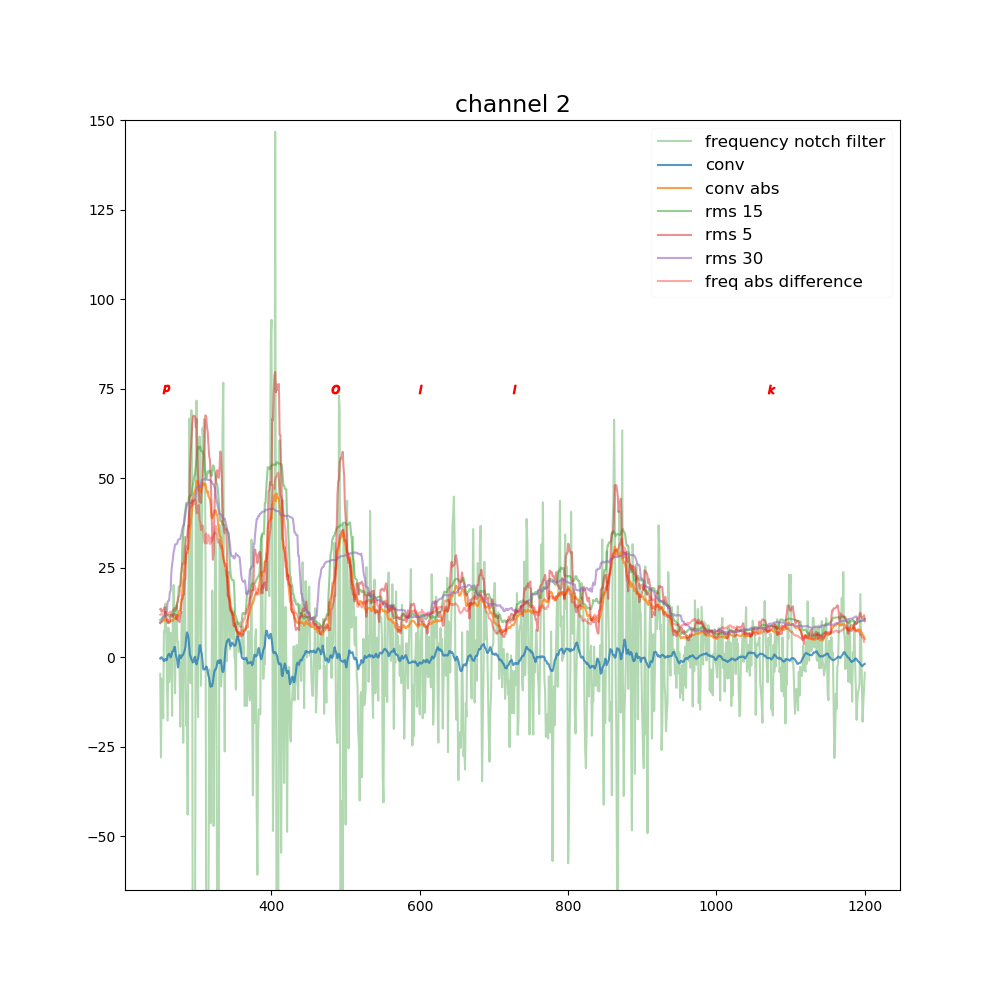 channel 2
150
125
100
75
50
25
0
−25
−50
frequency notch filter
conv
conv abs
rms 15
rms 5
rms 30
freq abs difference
p O l l k
400 600 800 1000 1200